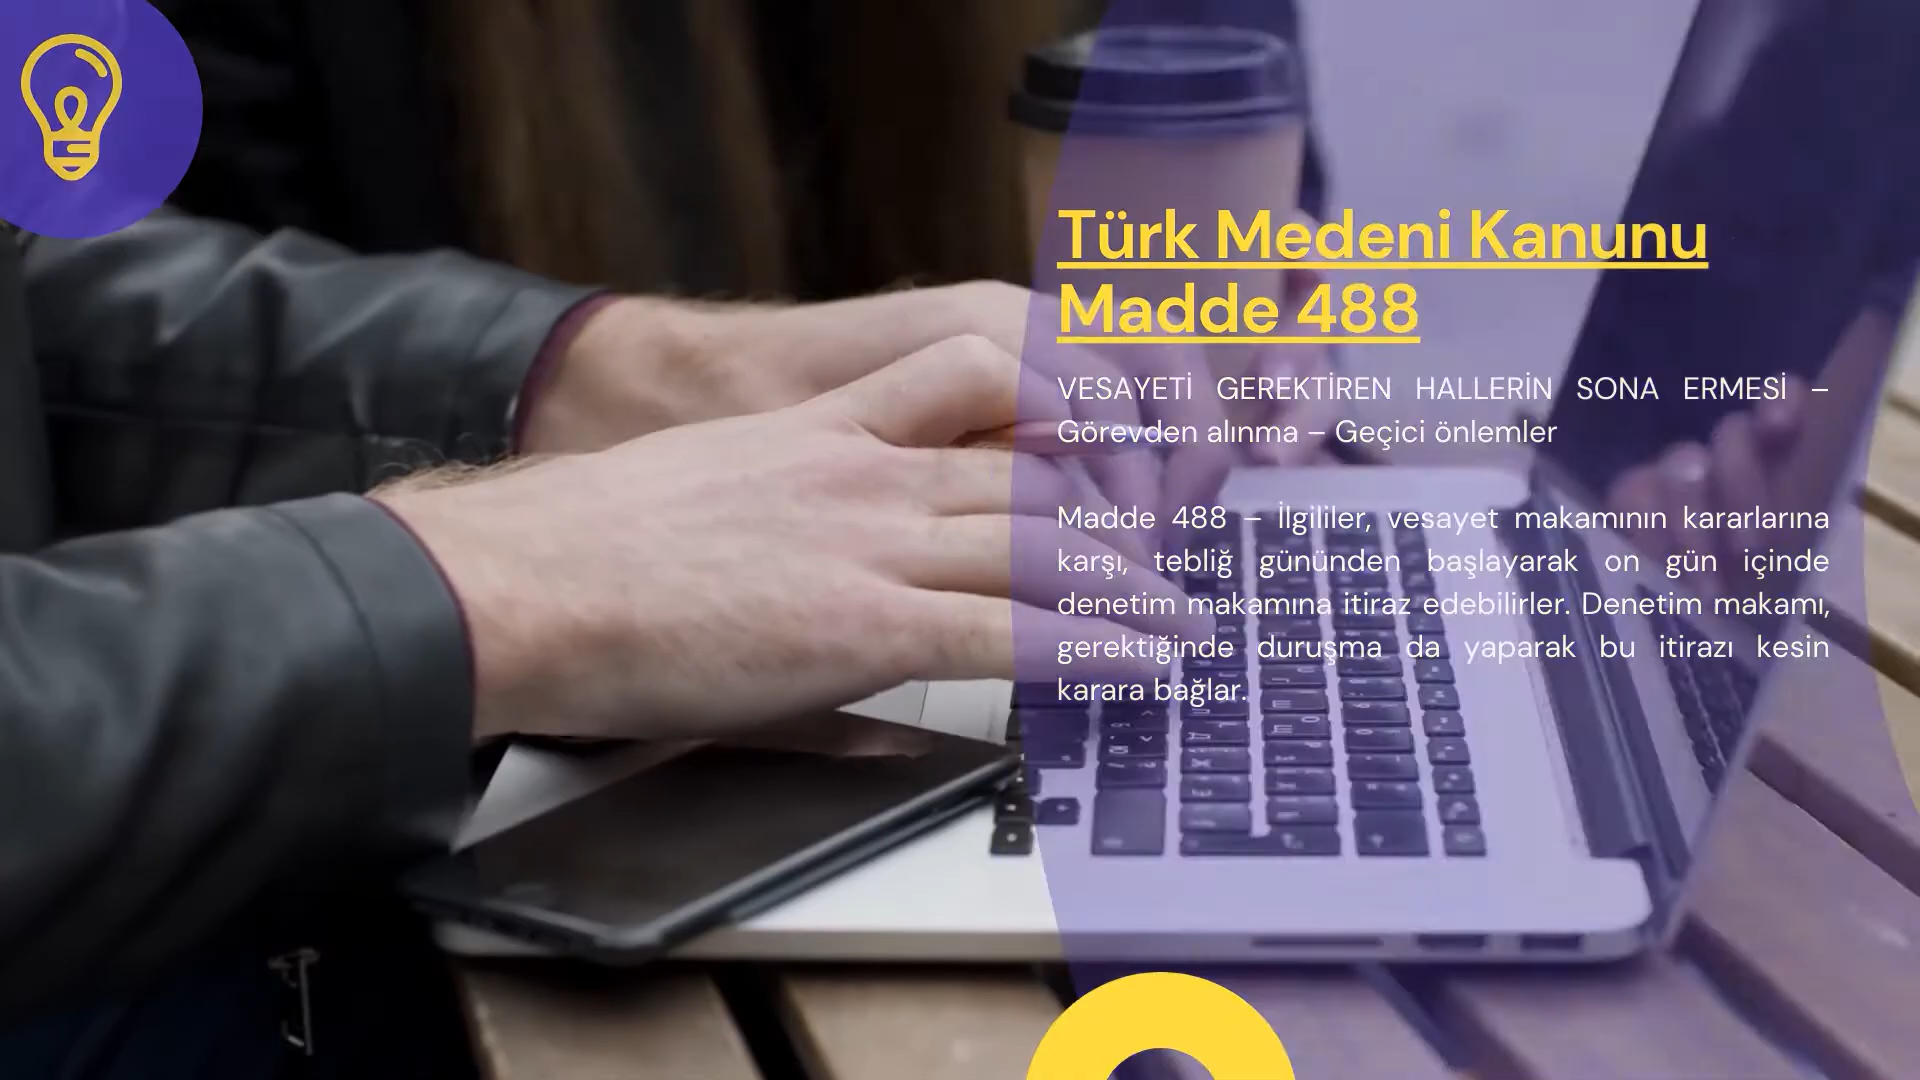 Türk Medeni Kanunu
Madde 488
VESAYETİ GEREKTİREN HALLERİN SONA ERMESİ –
Görevden alınma – Geçici önlemler
Madde 488 – İlgililer, vesayet makamının kararlarına
karşı, tebliğ gününden başlayarak on gün içinde
denetim makamına itiraz edebilirler. Denetim makamı,
gerektiğinde duruşma da yaparak bu itirazı kesin
karara bağlar.